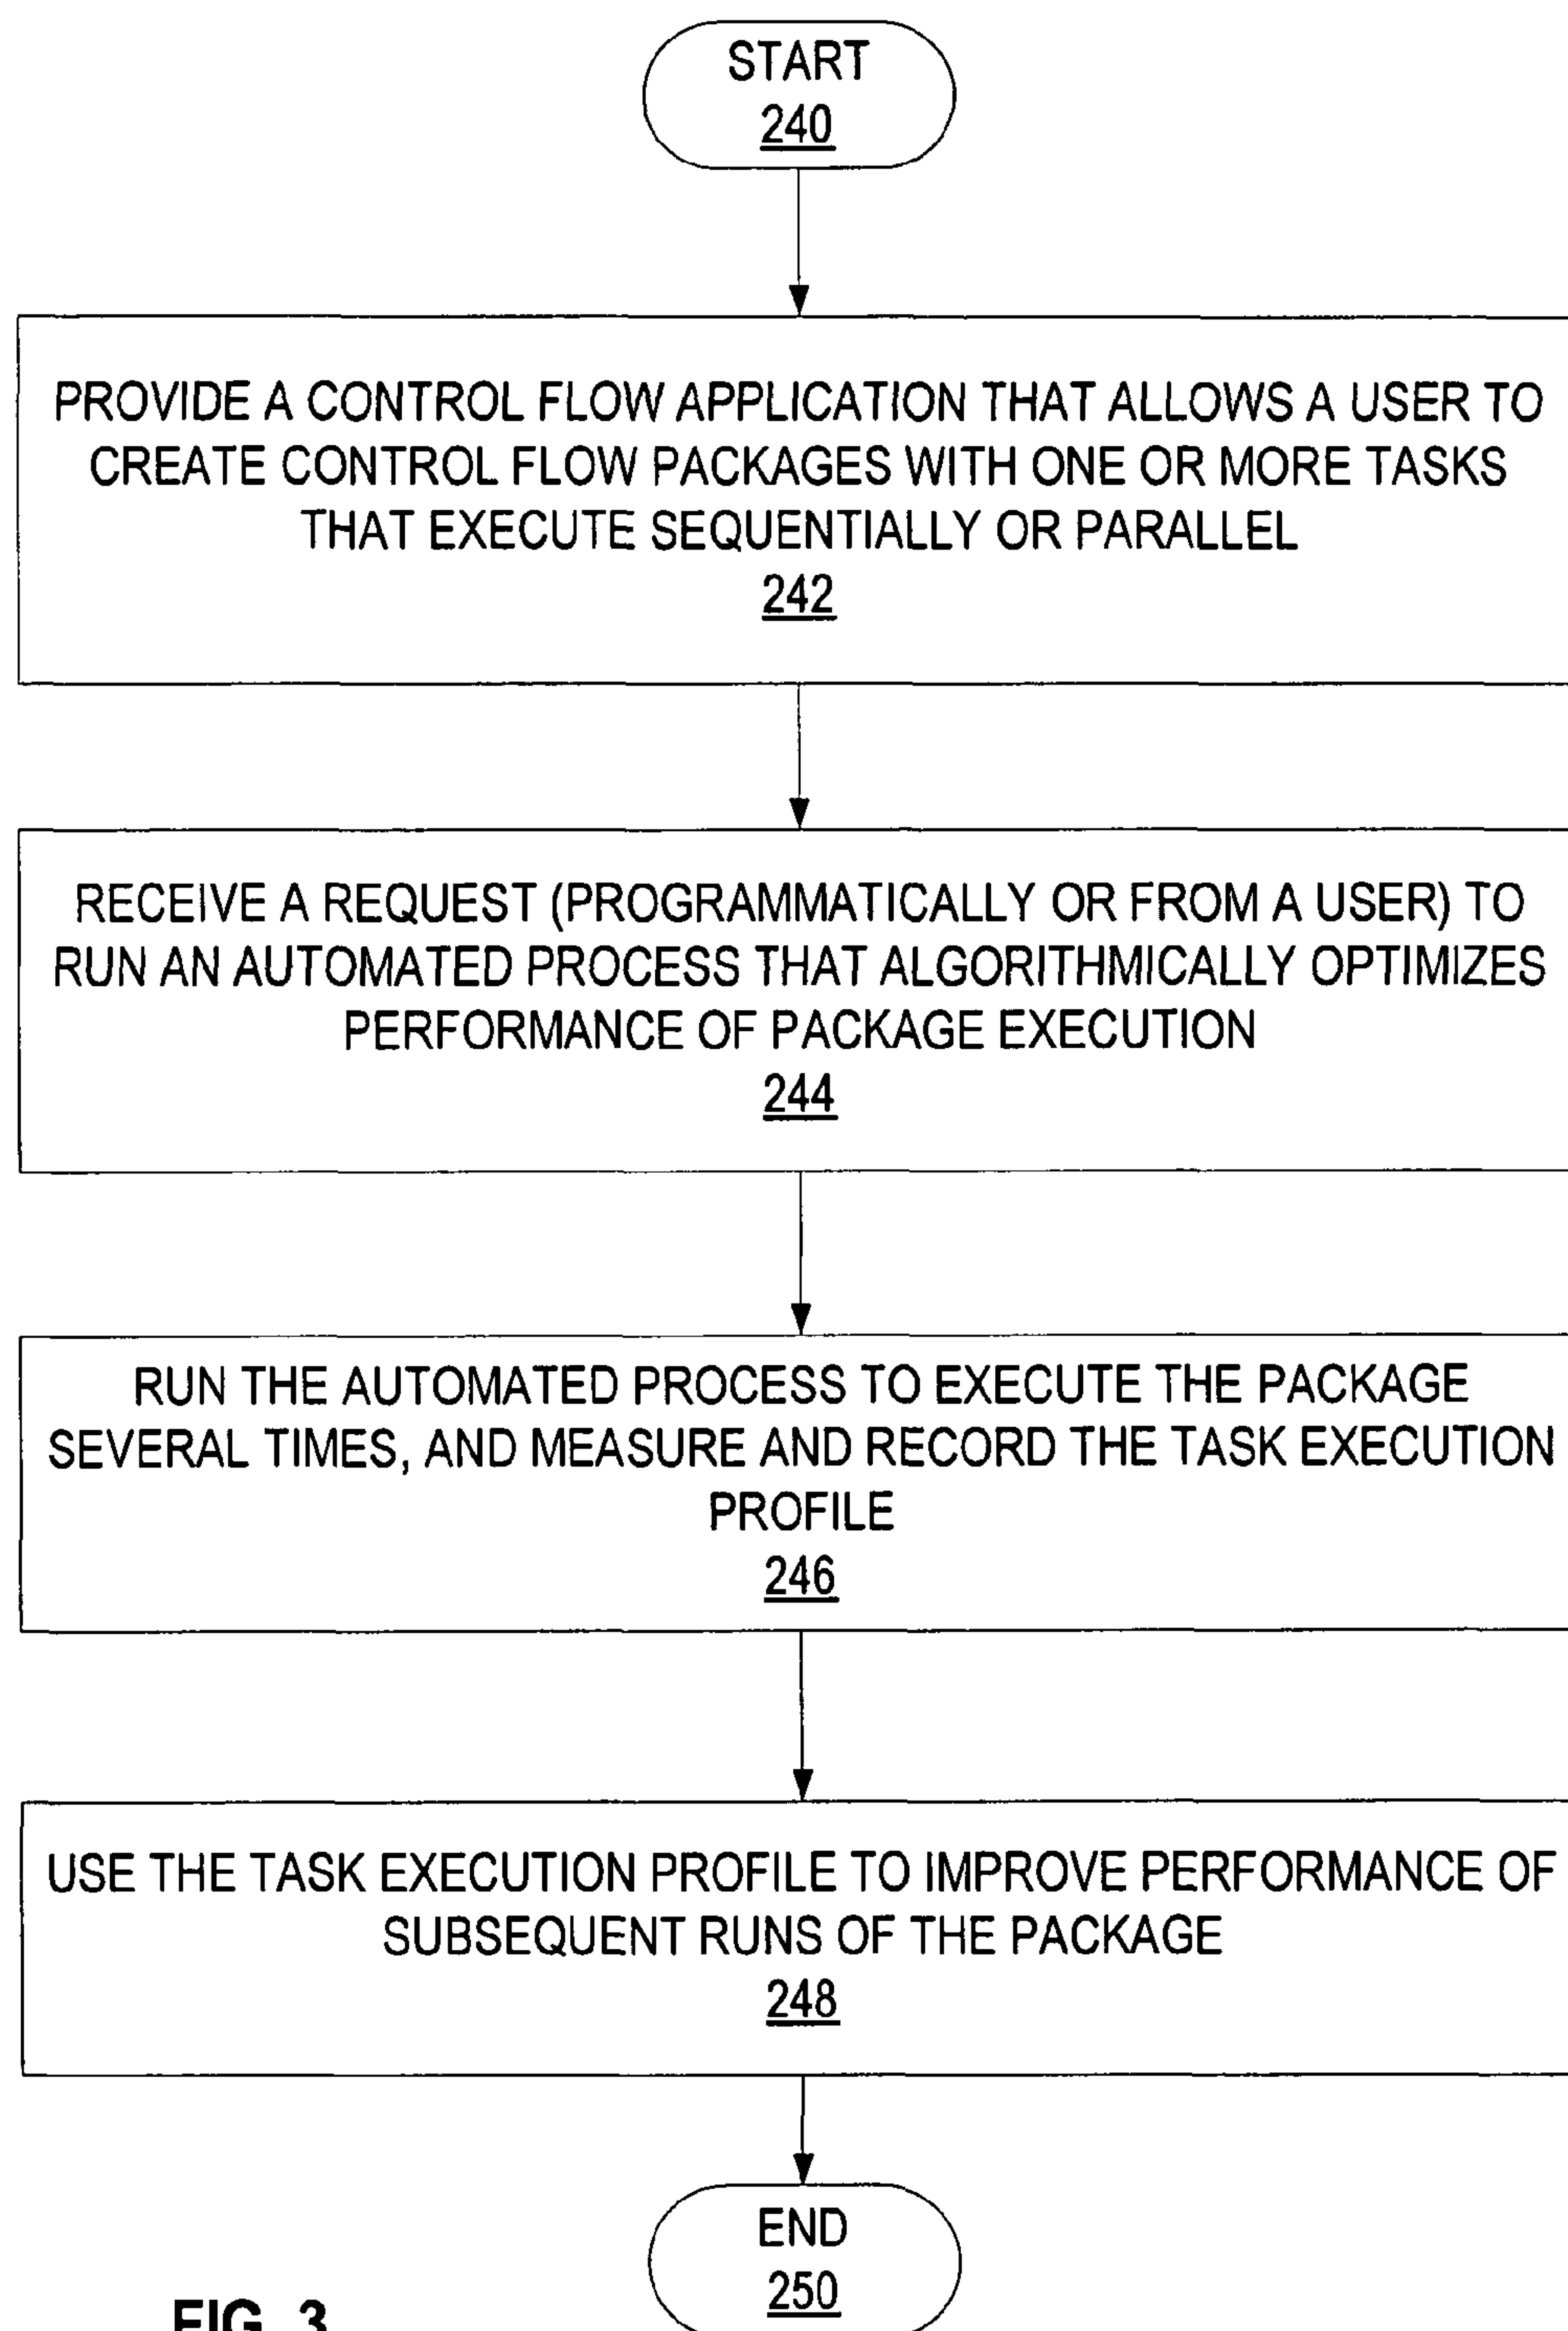 START
240
PROVIDE A CONTROL FLOW APPLICATION THAT ALLOWS A USER TO
CREATE CONTROL FLOW PACKAGES WITH ONE OR MORE TASKS
THAT EXECUTE SEQUENTIALLY OR PARALLEL
242
RECEIVE A REQUEST (PROGRAMMATICALLY OR FROM A USER) TO
RUN AN AUTOMATED PROCESS THAT ALGORITHMICALLY OPTIMIZES
PERFORMANCE OF PACKAGE EXECUTION
244
RUN THE AUTOMATED PROCESS TO EXECUTE THE PACKAGE
SEVERAL TIMES, AND MEASURE AND RECORD THE TASK EXECUTION
PROFILE
246
USE THE TASK EXECUTION PROFILE TO IMPROVE PERFORMANCE OF
SUBSEQUENT RUNS OF THE PACKAGE
248
END
250
FIG. 3